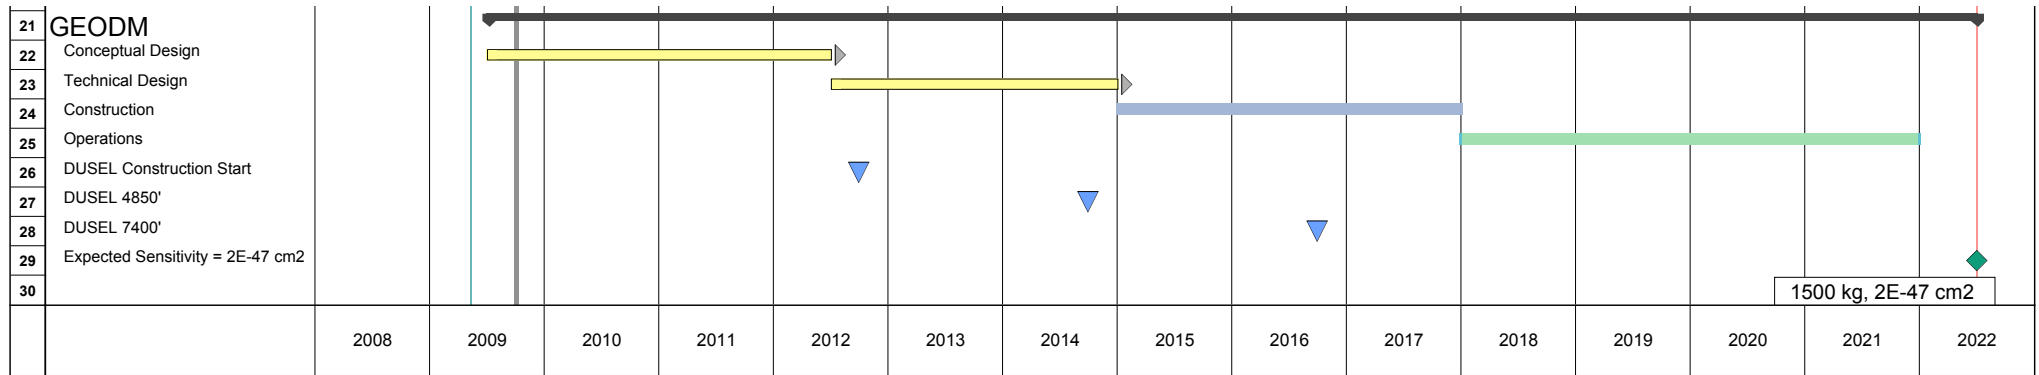 21 GEODM
22 Conceptual Design
23 Technical Design
24 Construction
25 Operations
26 DUSEL Construction Start
27 DUSEL 4850'
28 DUSEL 7400'
29 Expected Sensitivity = 2E-47 cm2
30 1500 kg, 2E-47 cm2
2008 2009 2010 2011 2012 2013 2014 2015 2016 2017 2018 2019 2020 2021 2022